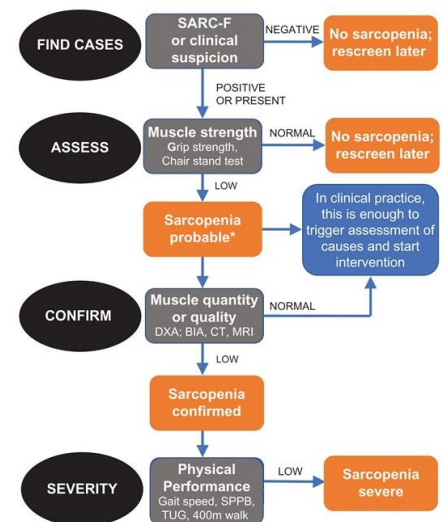 FIND CASES
SARC-F
or clinical
suspicion
NEGATIVE
No sarcopenia;
rescreen later
POSITIVE
OR PRESENT
ASSESS
Muscle strength
Grip strength,
Chair stand test
NORMAL
No sarcopenia;
rescreen later
LOW
Sarcopenia
probable*
In clinical practice,
this is enough to
trigger assessment of
causes and start
intervention
CONFIRM
Muscle quantity
or quality
DXA; BIA, CT, MRI
NORMAL
LOW
Sarcopenia
confirmed
SEVERITY
Physical
Performance
Gait speed, SPPB,
TUG, 400m walk
LOW
Sarcopenia
severe